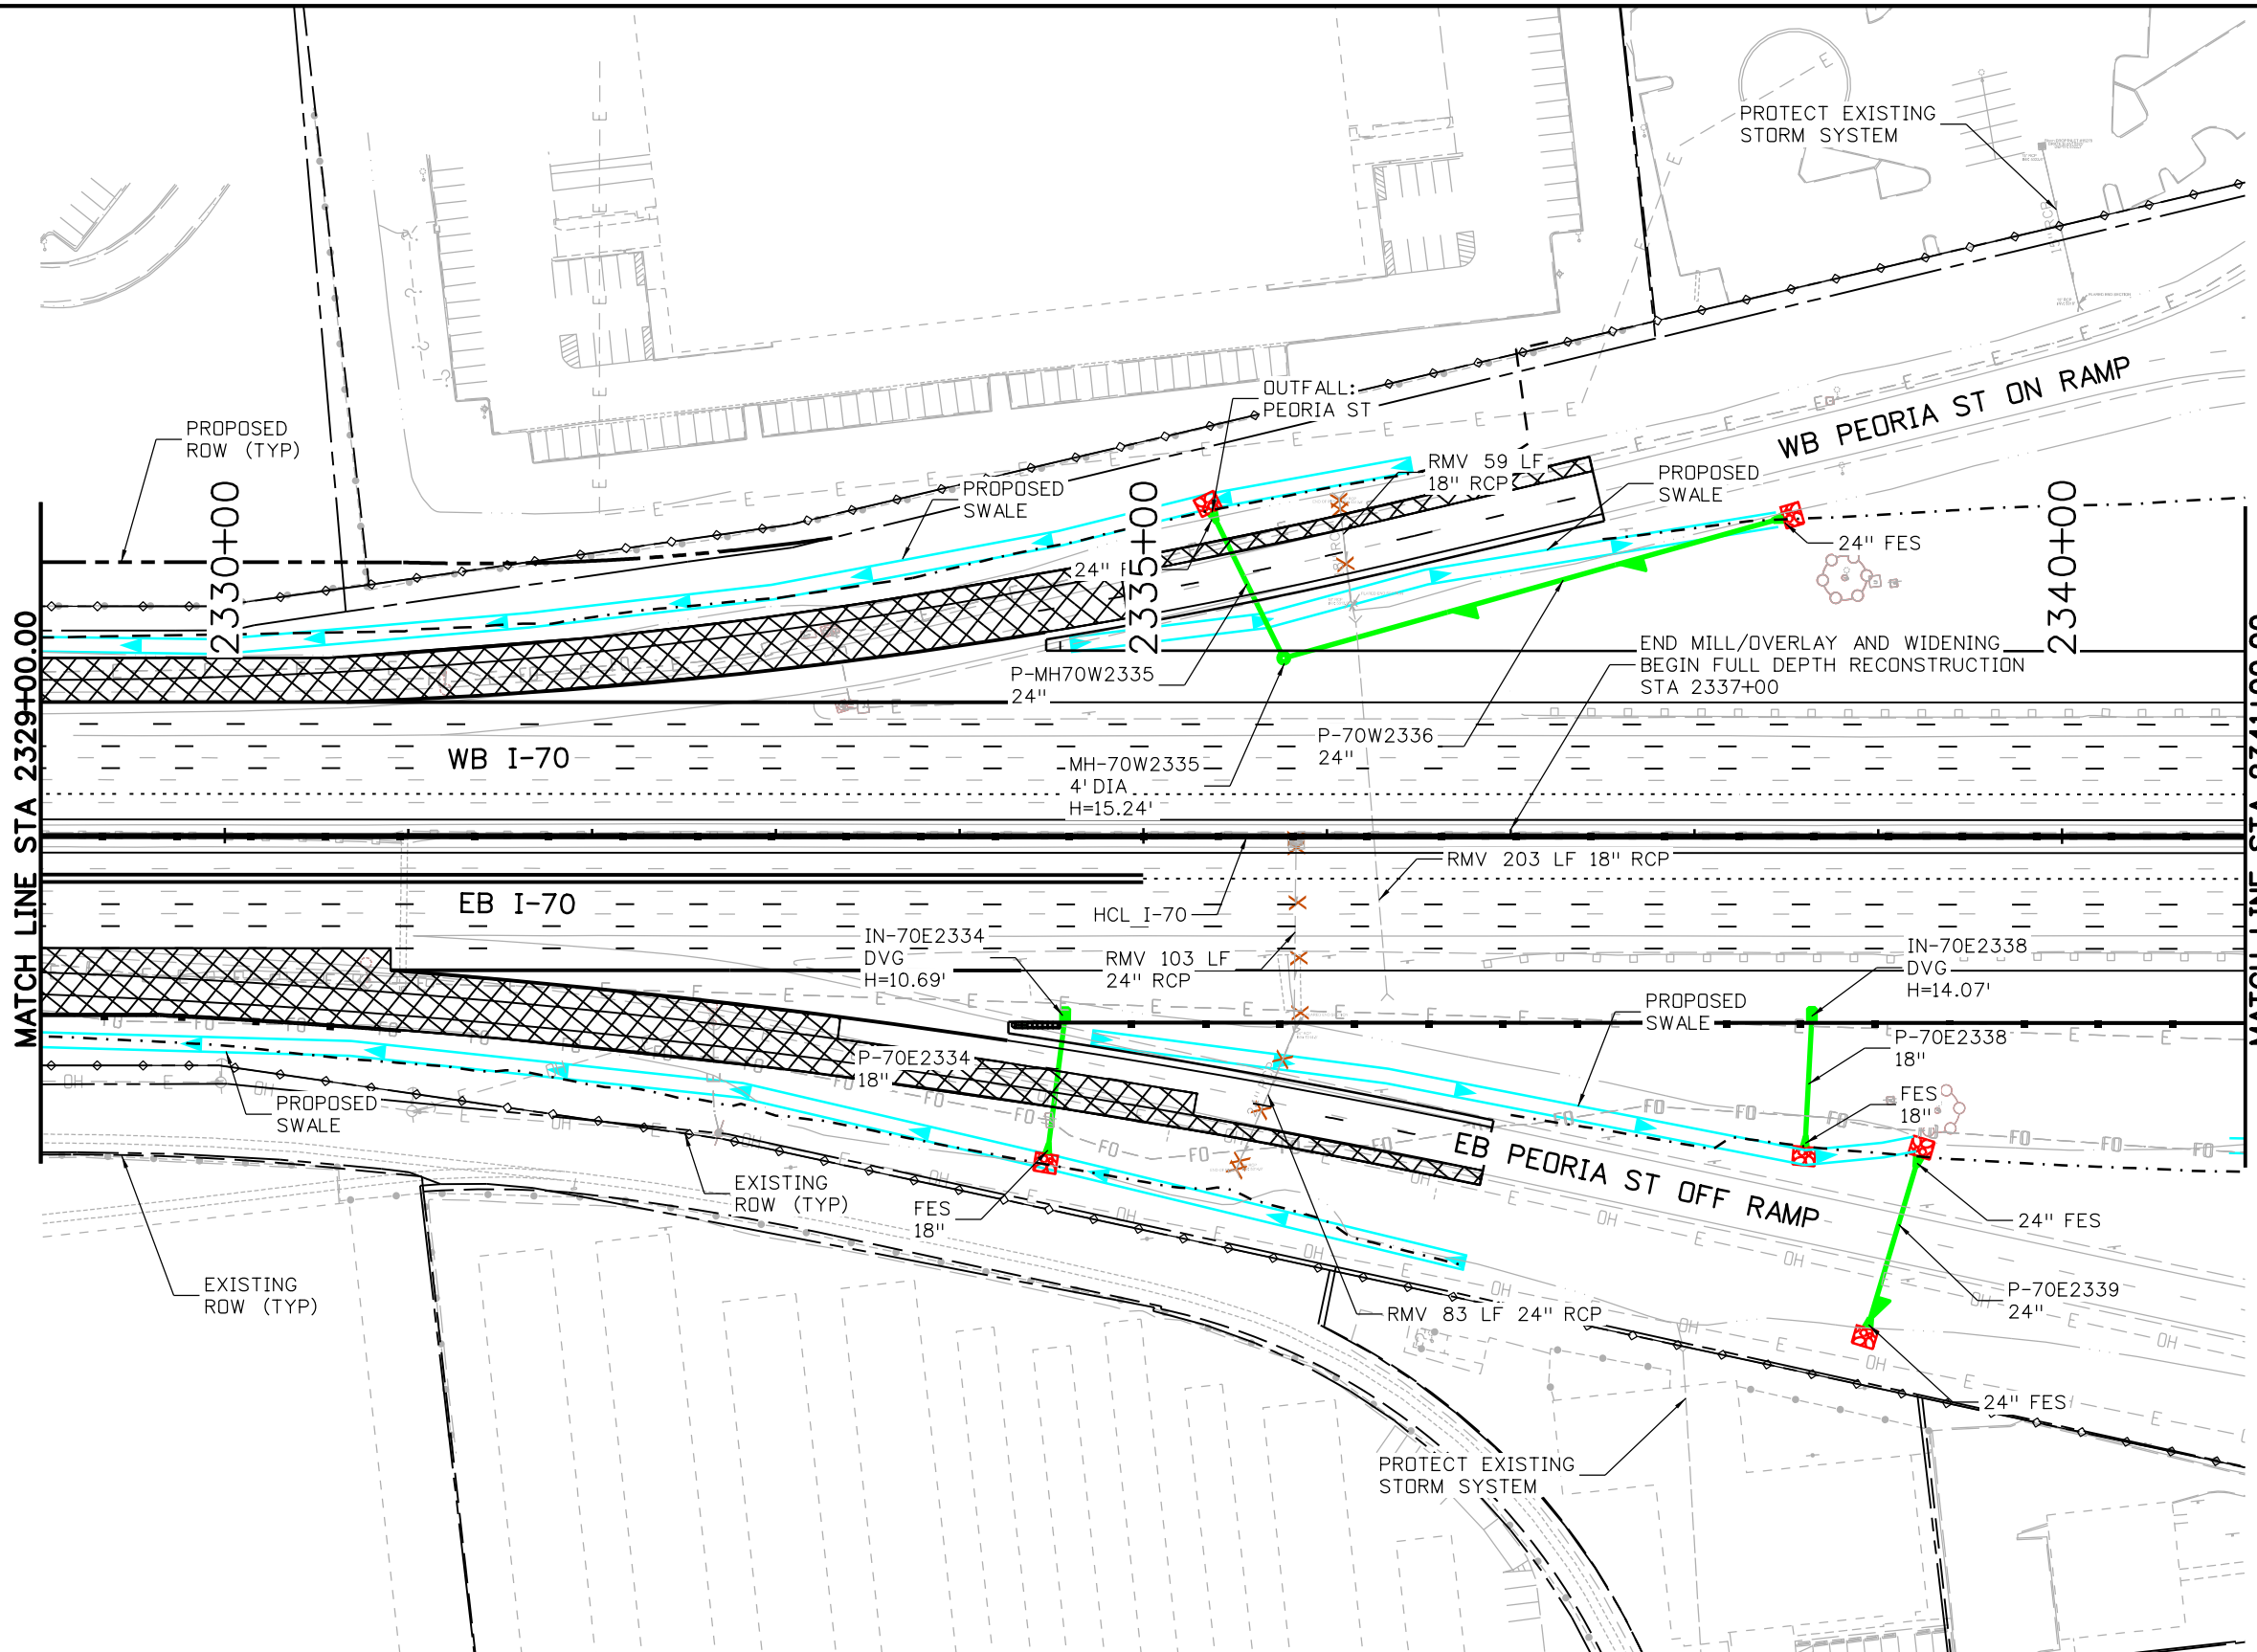 PROTECT EXISTING
STORM SYSTEM
WB PEORIA ST ON RAMP
OUTFALL:
PEORIA ST
PROPOSED
ROW (TYP)
2330+00
PROPOSED
SWALE
2335+00
RMV 59 LF
18" RCP
PROPOSED
SWALE
2340+00
24" FES
24"
P-MH70W2335
24"
END MILL/OVERLAY AND WIDENING
BEGIN FULL DEPTH RECONSTRUCTION
STA 2337+00
MATCH LINE STA 2329+00.00
MATCH LINE STA 2341+00.00
WB I-70
P-70W2336
24"
MH-70W2335
4'DIA
H=15.24'
RMV 203 LF 18" RCP
EB I-70
HCL I-70
IN-70E2334
DVG
H=10.69'
RMV 103 LF
24" RCP
IN-70E2338
DVG
H=14.07'
PROPOSED
SWALE
P-70E2338
18"
P-70E2334
18"
FES
18"
PROPOSED
SWALE
EB PEORIA ST OFF RAMP
EXISTING
ROW (TYP)
FES
18"
24" FES
EXISTING
ROW (TYP)
P-70E2339
24"
RMV 83 LF 24" RCP
24" FES
PROTECT EXISTING
STORM SYSTEM